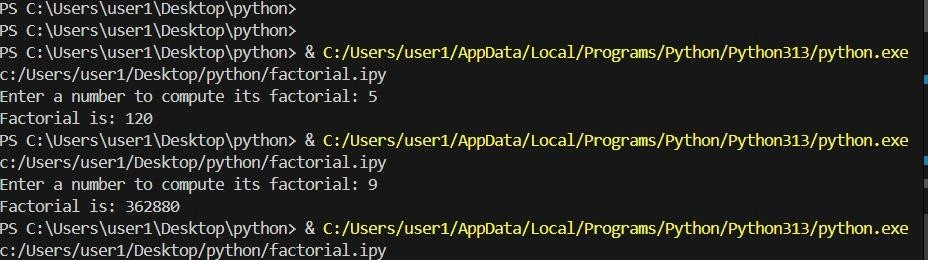 PS C:\Users\user1\Desktop\python>
PS C:\Users\user1\Desktop\python>
PS C:\Users\user1\Desktop\python> & C:/Users/user1/AppData/Local/Programs/Python/Python313/python.exe
c:/Users/user1/Desktop/python/factorial.ipy
Enter a number to compute its factorial: 5
Factorial is: 120
PS C:\Users\user1\Desktop\python> & C:/Users/user1/AppData/Local/Programs/Python/Python313/python.exe
c:/Users/user1/Desktop/python/factorial.ipy
Enter a number to compute its factorial: 9
Factorial is: 362880
PS C:\Users\user1\Desktop\python> & C:/Users/user1/AppData/Local/Programs/Python/Python313/python.exe
c:/Users/user1/Desktop/python/factorial.ipy